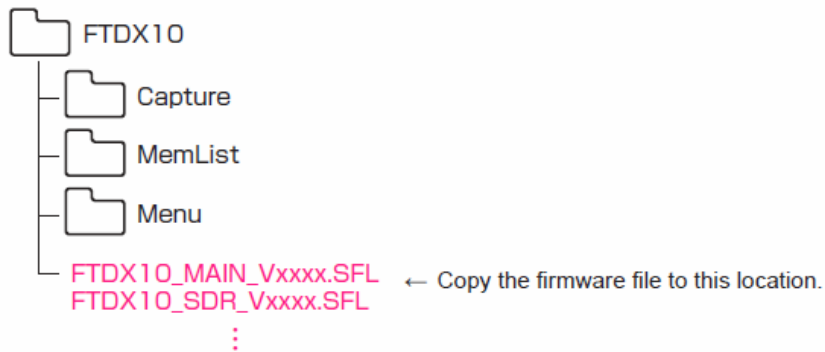 FTDX10
Capture
MemList
Menu
FTDX10_MAIN_Vxxxx.SFL ← Copy the firmware file to this location.
FTDX10_SDR_Vxxxx.SFL
⋮